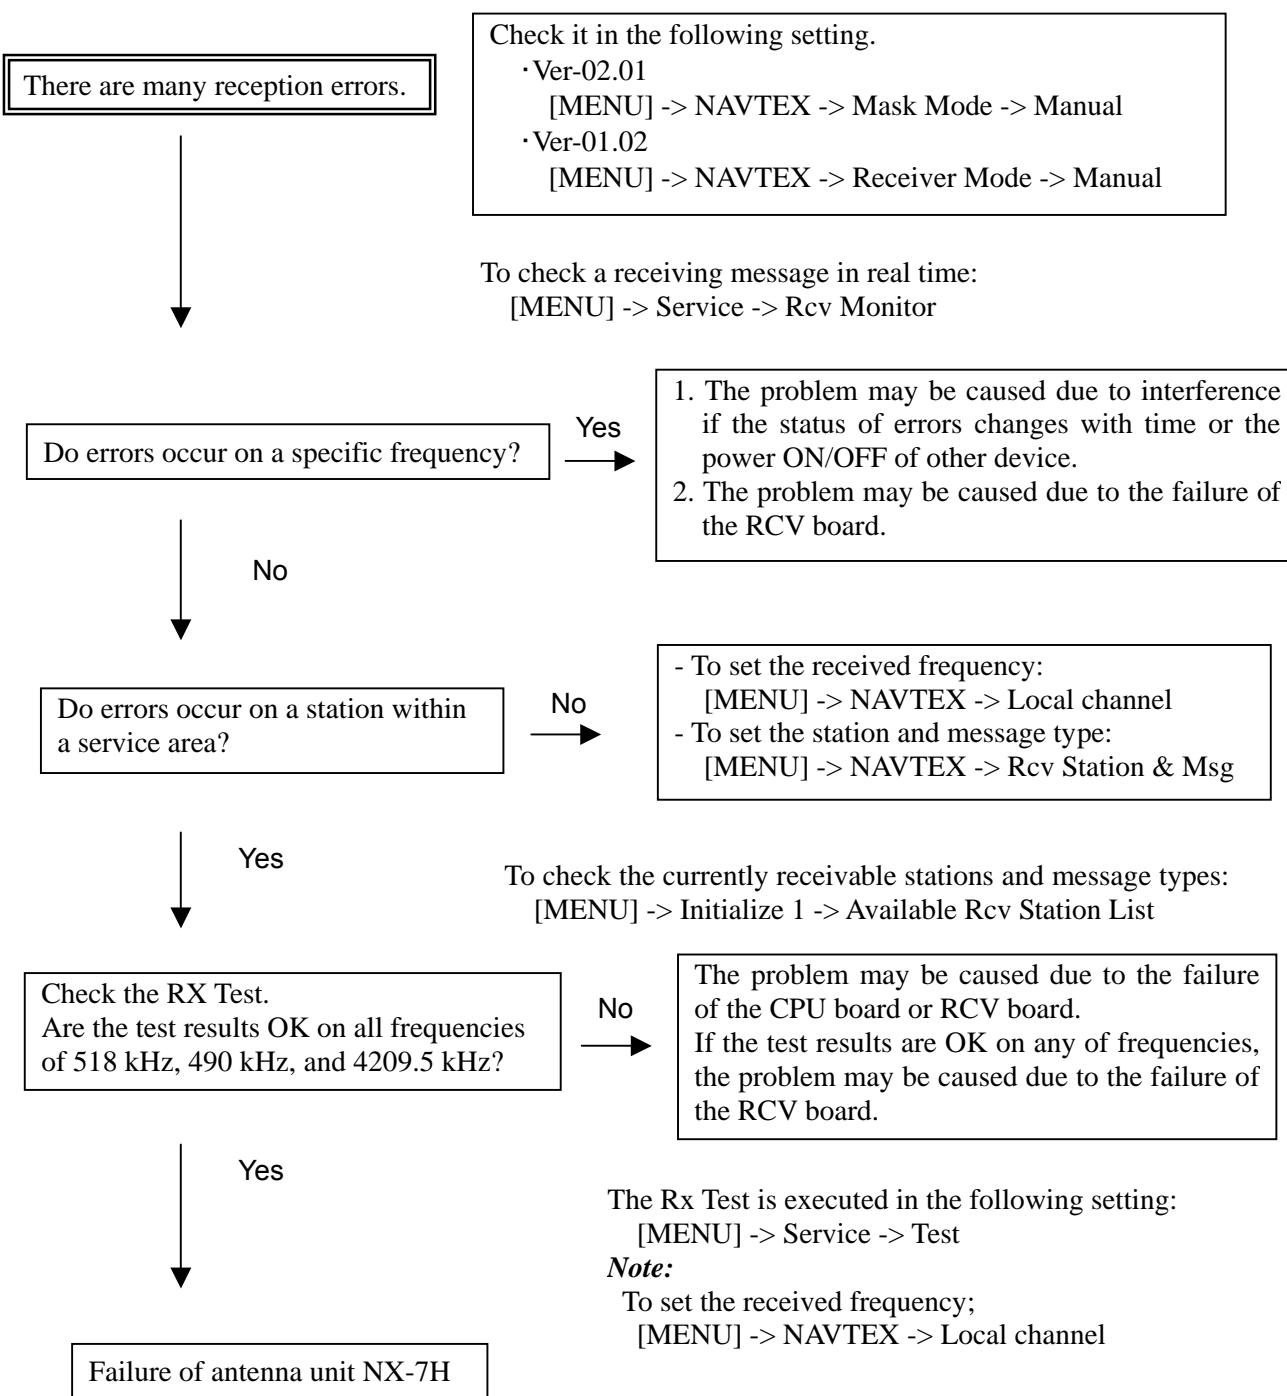 There are many reception errors.
Check it in the following setting.
・Ver-02.01
[MENU] -> NAVTEX -> Mask Mode -> Manual
・Ver-01.02
[MENU] -> NAVTEX -> Receiver Mode -> Manual
To check a receiving message in real time:
[MENU] -> Service -> Rcv Monitor
Do errors occur on a specific frequency?
Yes
1. The problem may be caused due to interference
if the status of errors changes with time or the
power ON/OFF of other device.
2. The problem may be caused due to the failure of
the RCV board.
No
Do errors occur on a station within
a service area?
No
- To set the received frequency:
[MENU] -> NAVTEX -> Local channel
- To set the station and message type:
[MENU] -> NAVTEX -> Rcv Station & Msg
Yes
To check the currently receivable stations and message types:
[MENU] -> Initialize 1 -> Available Rcv Station List
Check the RX Test.
Are the test results OK on all frequencies
of 518 kHz, 490 kHz, and 4209.5 kHz?
No
The problem may be caused due to the failure
of the CPU board or RCV board.
If the test results are OK on any of frequencies,
the problem may be caused due to the failure of
the RCV board.
Yes
The Rx Test is executed in the following setting:
[MENU] -> Service -> Test
Note:
To set the received frequency;
[MENU] -> NAVTEX -> Local channel
Failure of antenna unit NX-7H